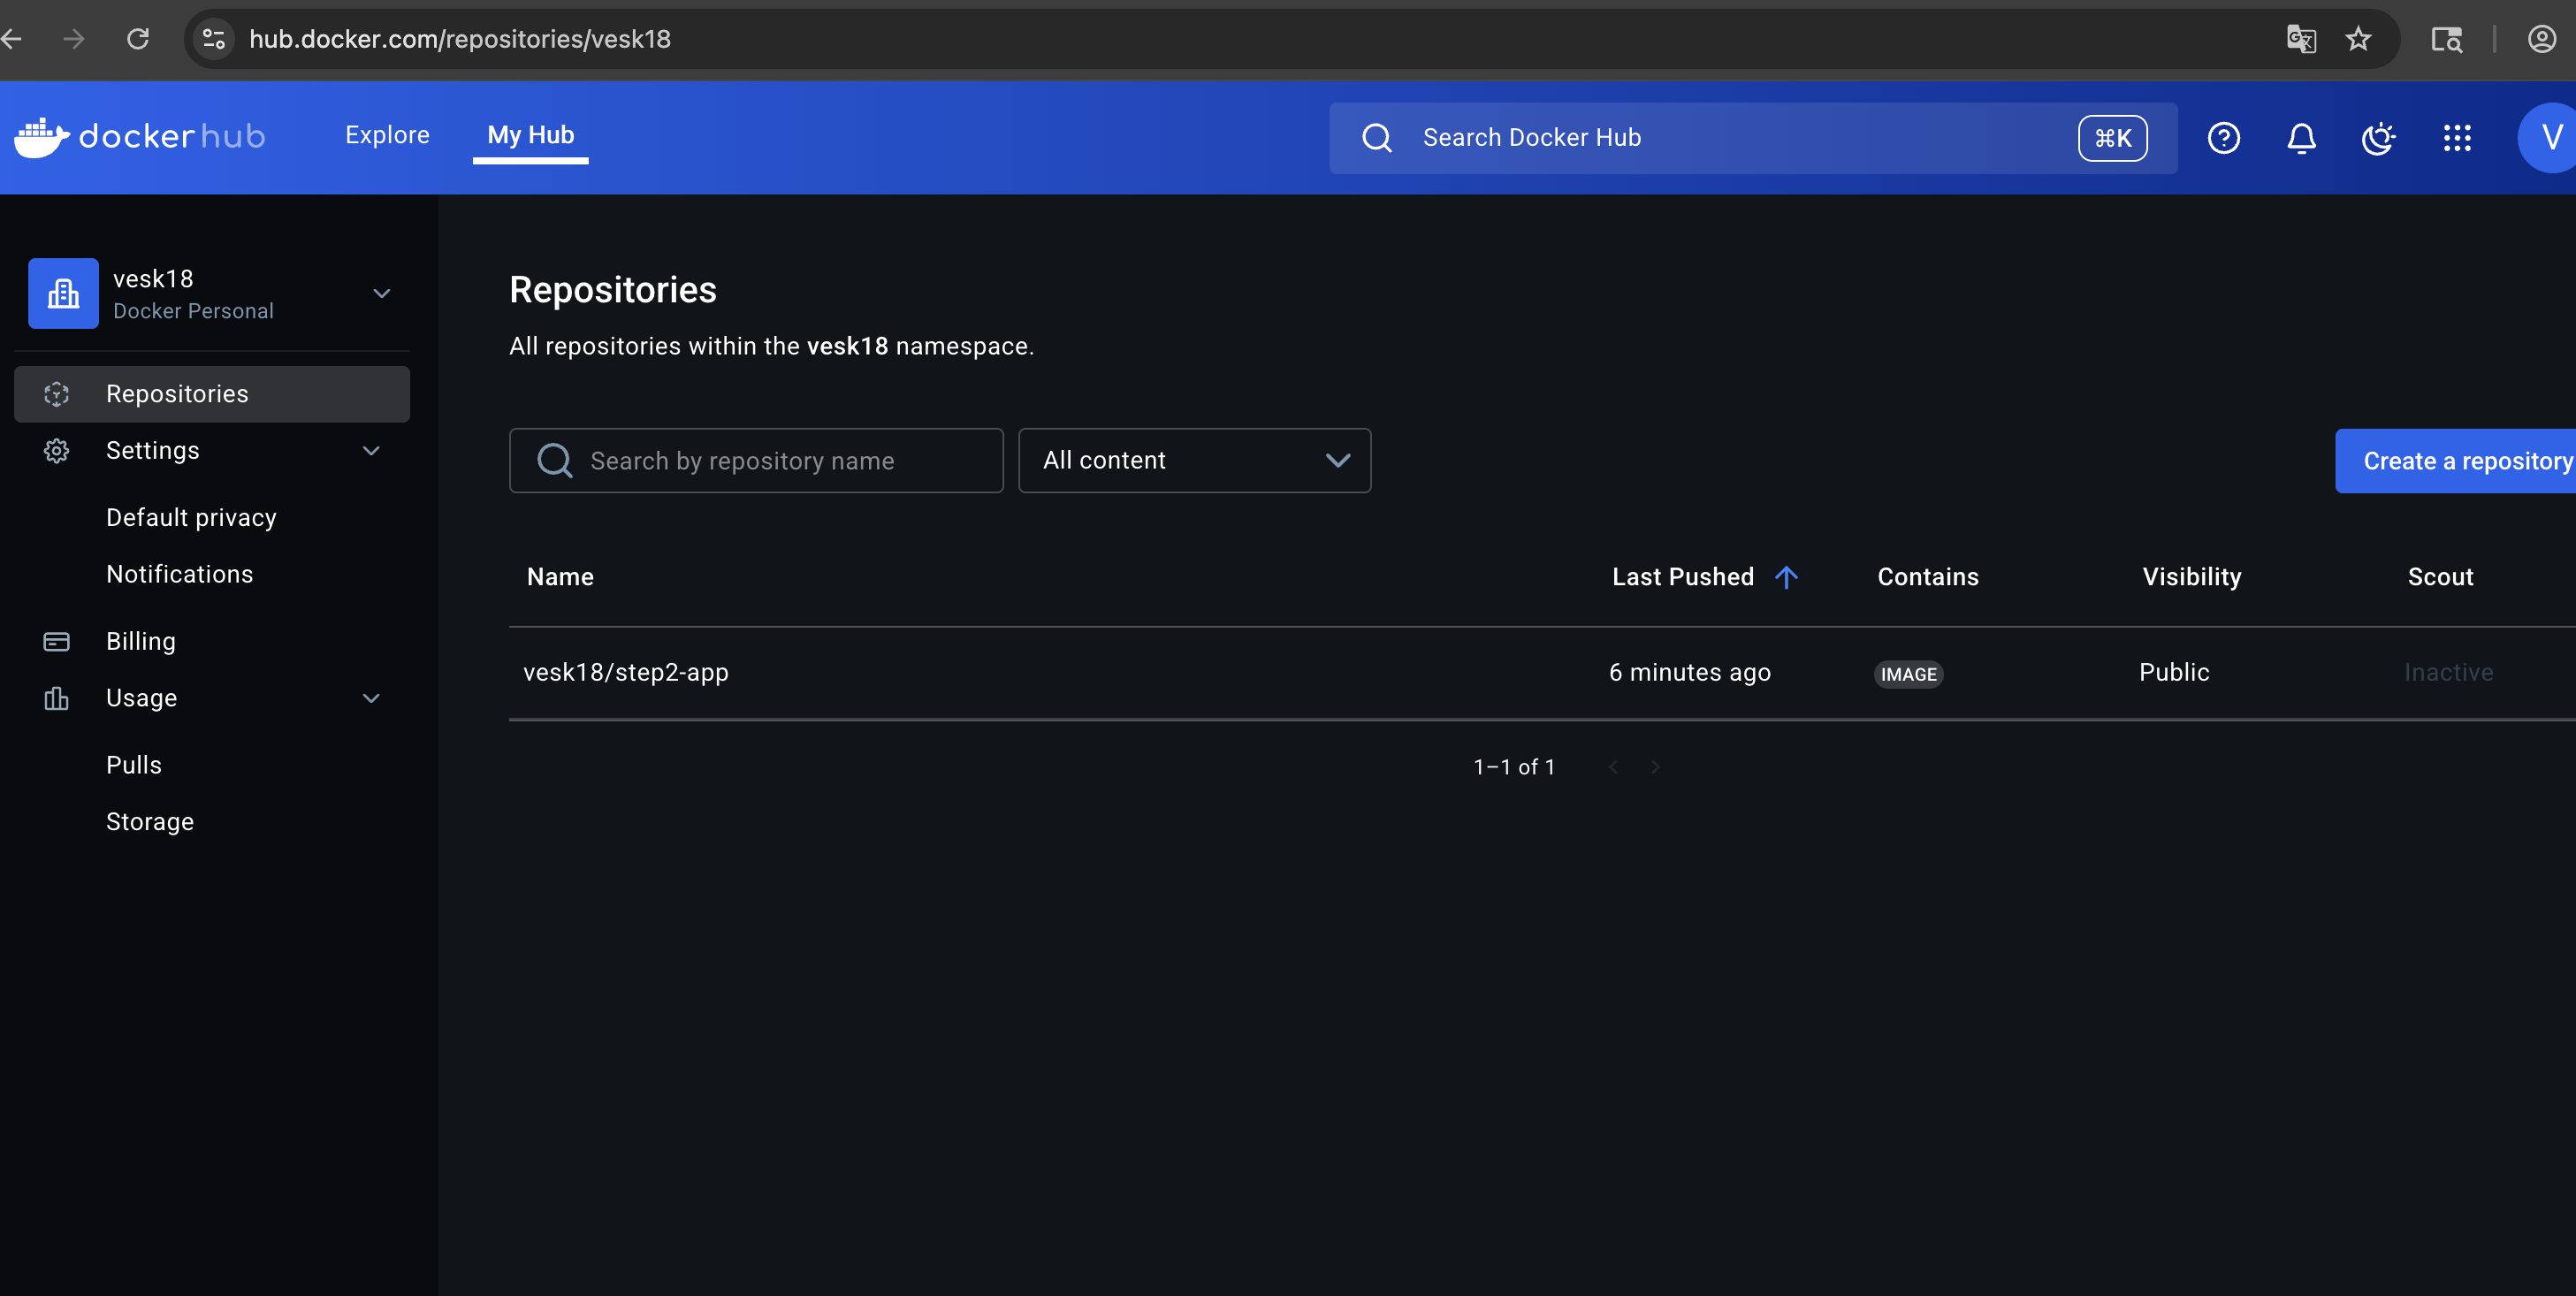 hub.docker.com/repositories/vesk18
dockerhub
Explore
My Hub
Search Docker Hub
⌘K
V
vesk18
Docker Personal
Repositories
Settings
Default privacy
Notifications
Billing
Usage
Pulls
Storage
Repositories
All repositories within the vesk18 namespace.
Search by repository name
All content
Create a repository
Name Last Pushed Contains Visibility Scout
vesk18/step2-app 6 minutes ago IMAGE Public Inactive
1–1 of 1